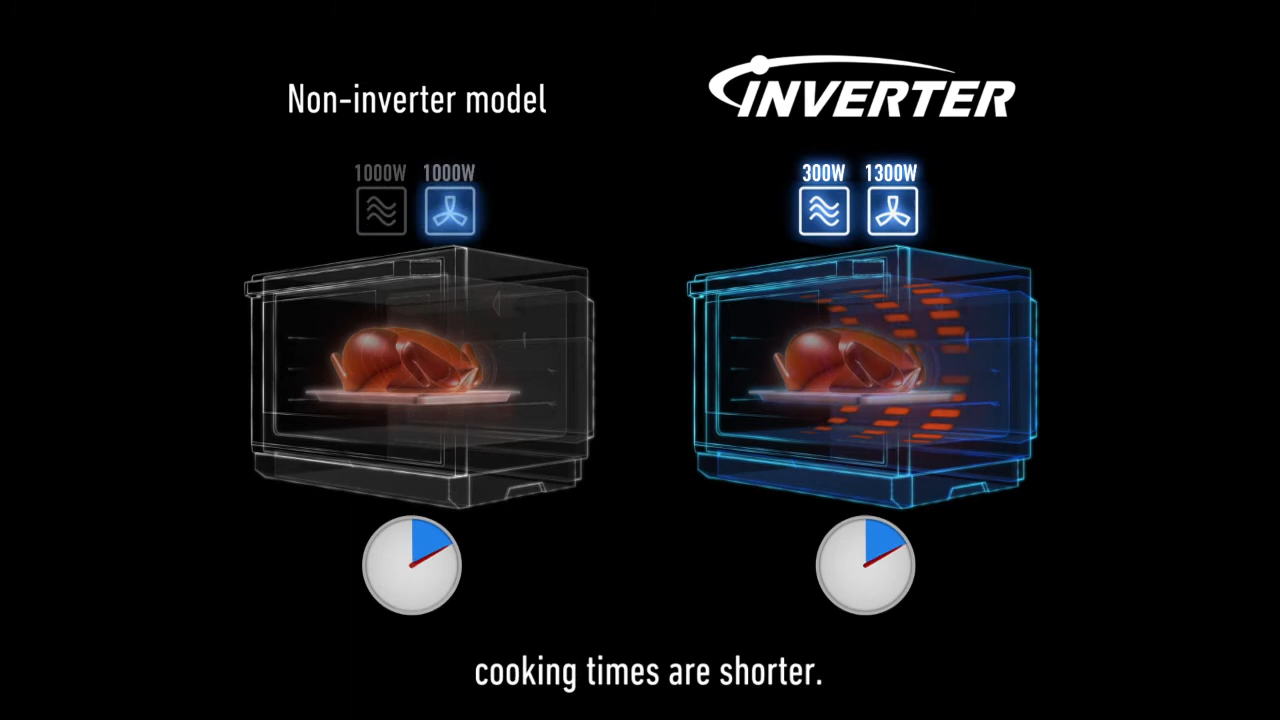 Non-inverter model
INVERTER
1000W 1000W
300W 1300W
cooking times are shorter.